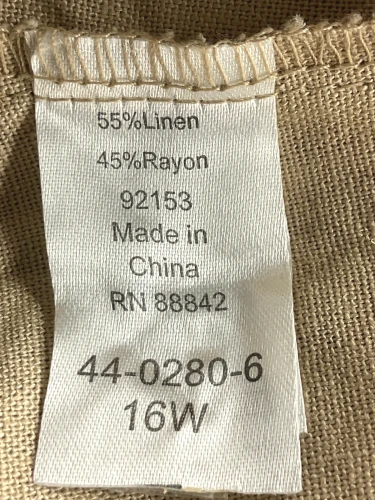 55%Linen
45%Rayon
92153
Made in
China
RN 88842
44-0280-6
16W